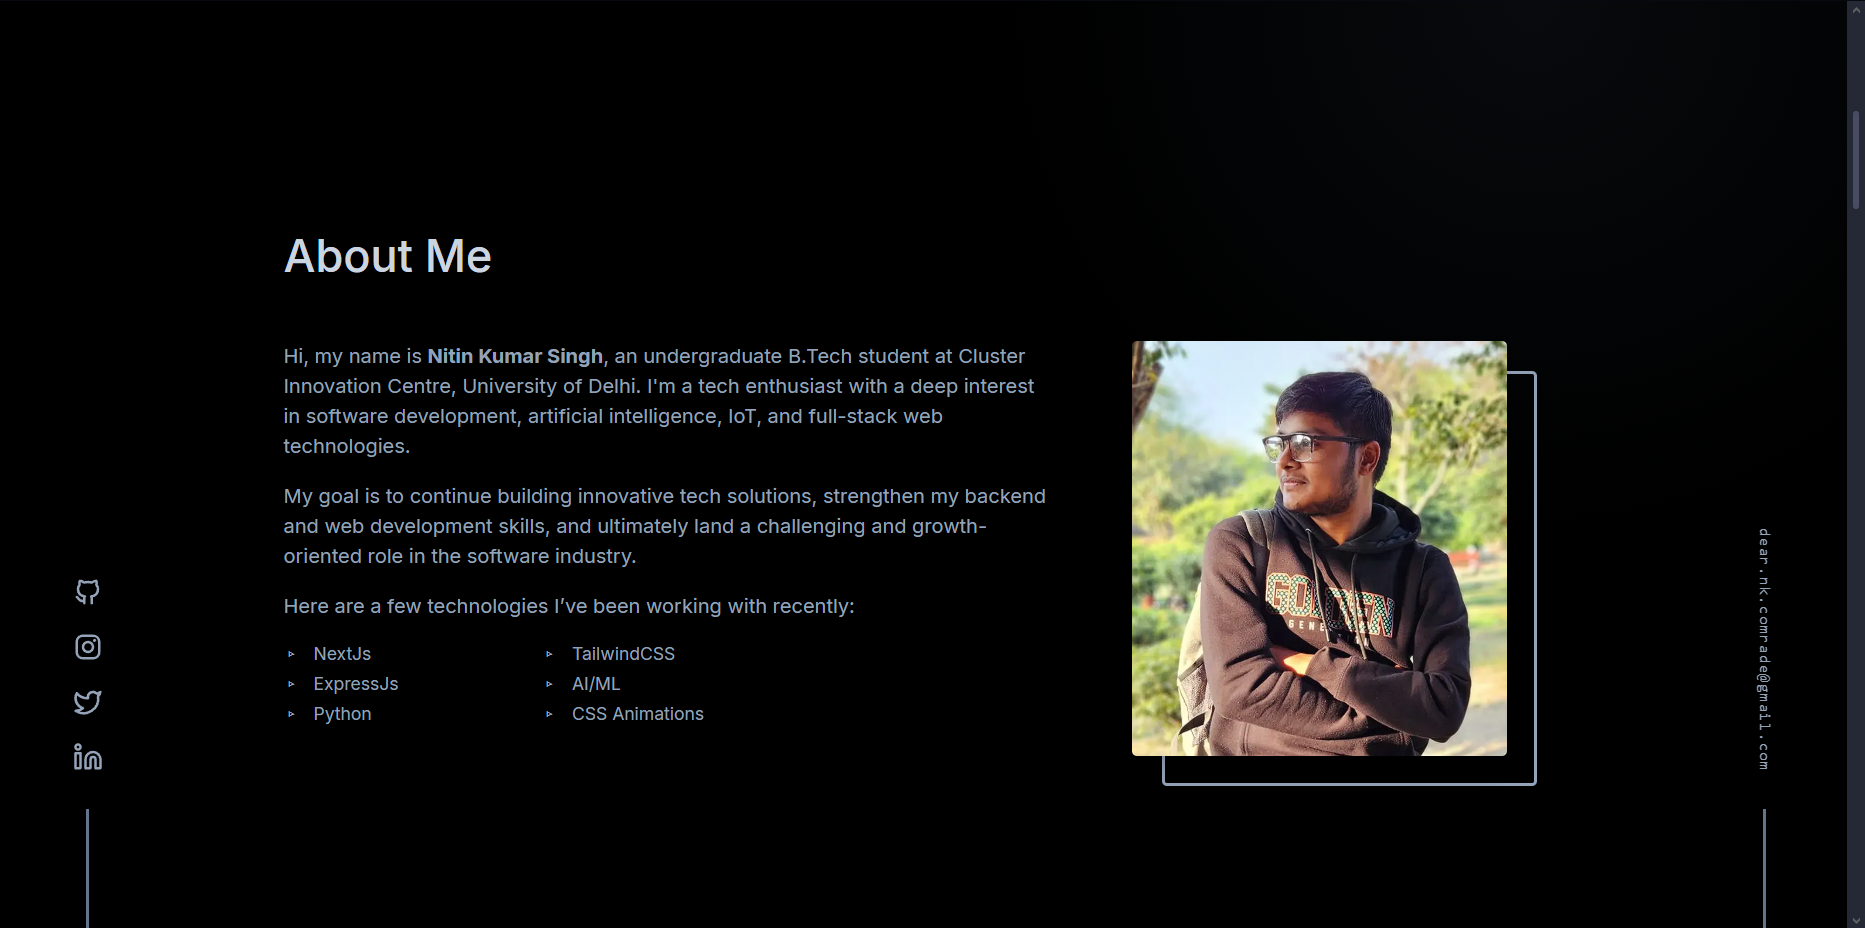 About Me
Hi, my name is Nitin Kumar Singh, an undergraduate B.Tech student at Cluster
Innovation Centre, University of Delhi. I'm a tech enthusiast with a deep interest
in software development, artificial intelligence, IoT, and full-stack web
technologies.
My goal is to continue building innovative tech solutions, strengthen my backend
and web development skills, and ultimately land a challenging and growth-
oriented role in the software industry.
Here are a few technologies I’ve been working with recently:
NextJs
TailwindCSS
ExpressJs
AI/ML
Python
CSS Animations
GOLDEN
dear.nk.comrade@gmail.com